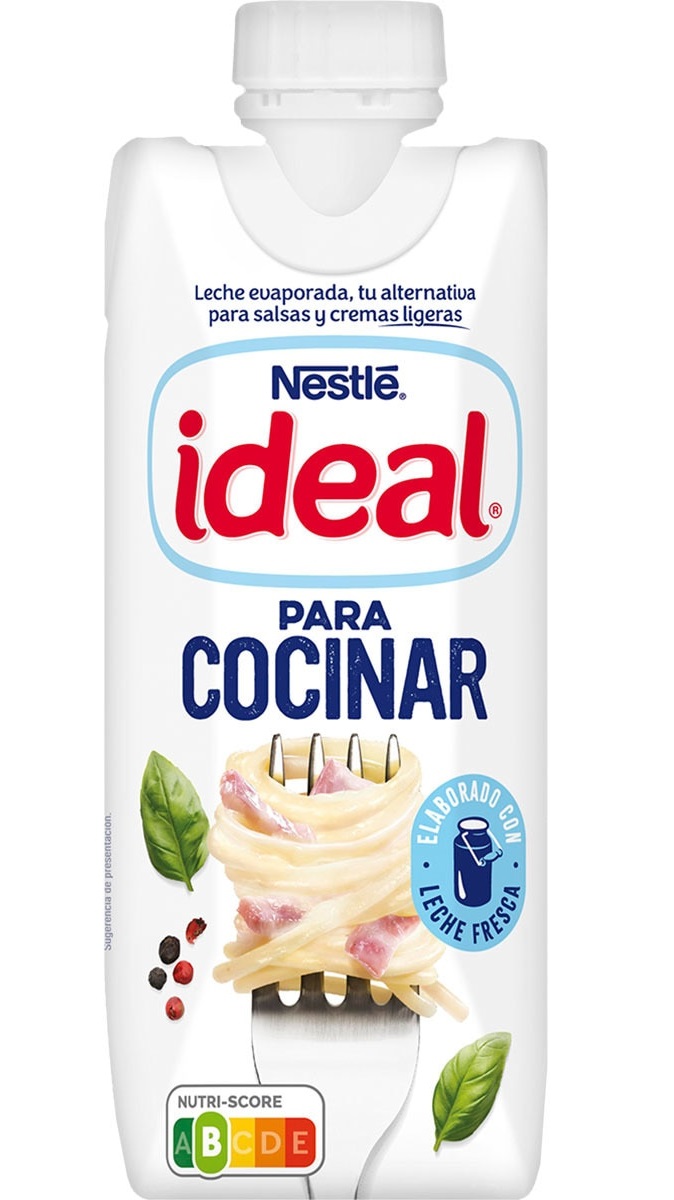 Leche evaporada, tu alternativa
para salsas y cremas ligeras
Nestlé®
ideal®
PARA
COCINAR
ELABORADO CON
LECHE FRESCA
Sugerencia de presentación.
NUTRI-SCORE
A B C D E